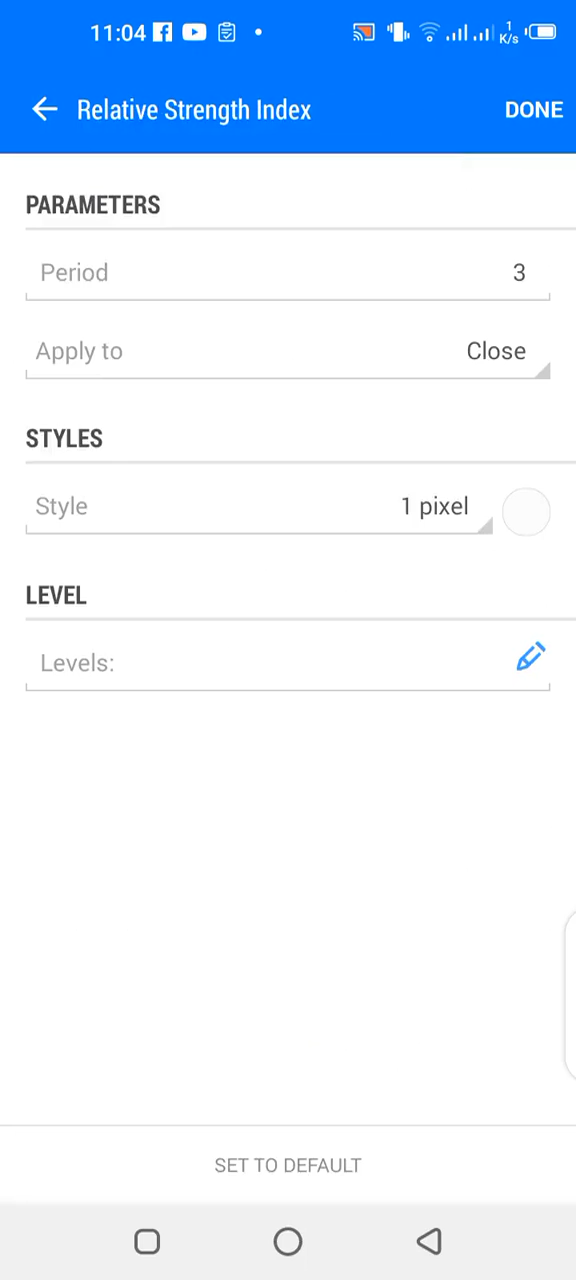 11:04 1 K/s
Relative Strength Index DONE
PARAMETERS
Period 3
Apply to Close
STYLES
Style 1 pixel
LEVEL
Levels:
SET TO DEFAULT